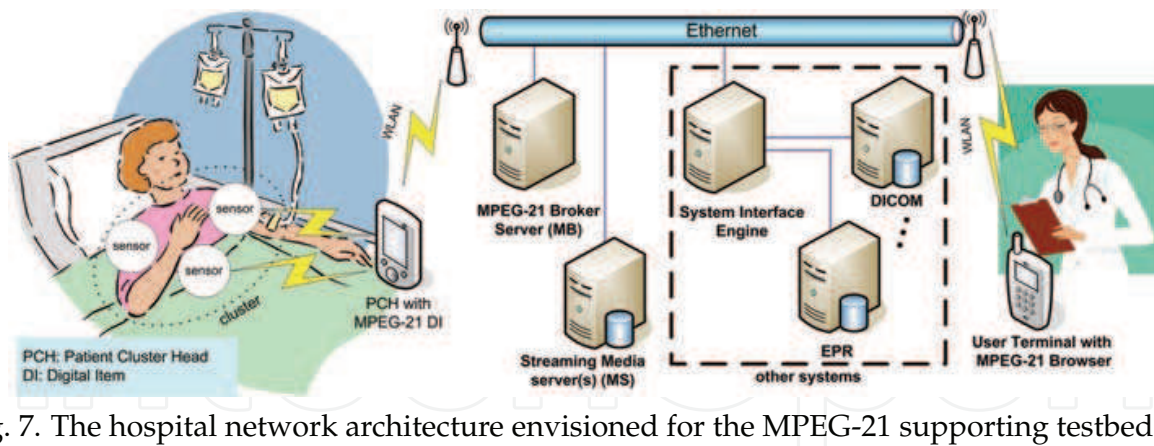 Ethernet
WLAN
WLAN
sensor
sensor
sensor
cluster
PCH with
MPEG-21 DI
PCH: Patient Cluster Head
DI: Digital Item
MPEG-21 Broker
Server (MB)
Streaming Media
server(s) (MS)
System Interface
Engine
DICOM
EPR
other systems
User Terminal with
MPEG-21 Browser
g. 7. The hospital network architecture envisioned for the MPEG-21 supporting testbed